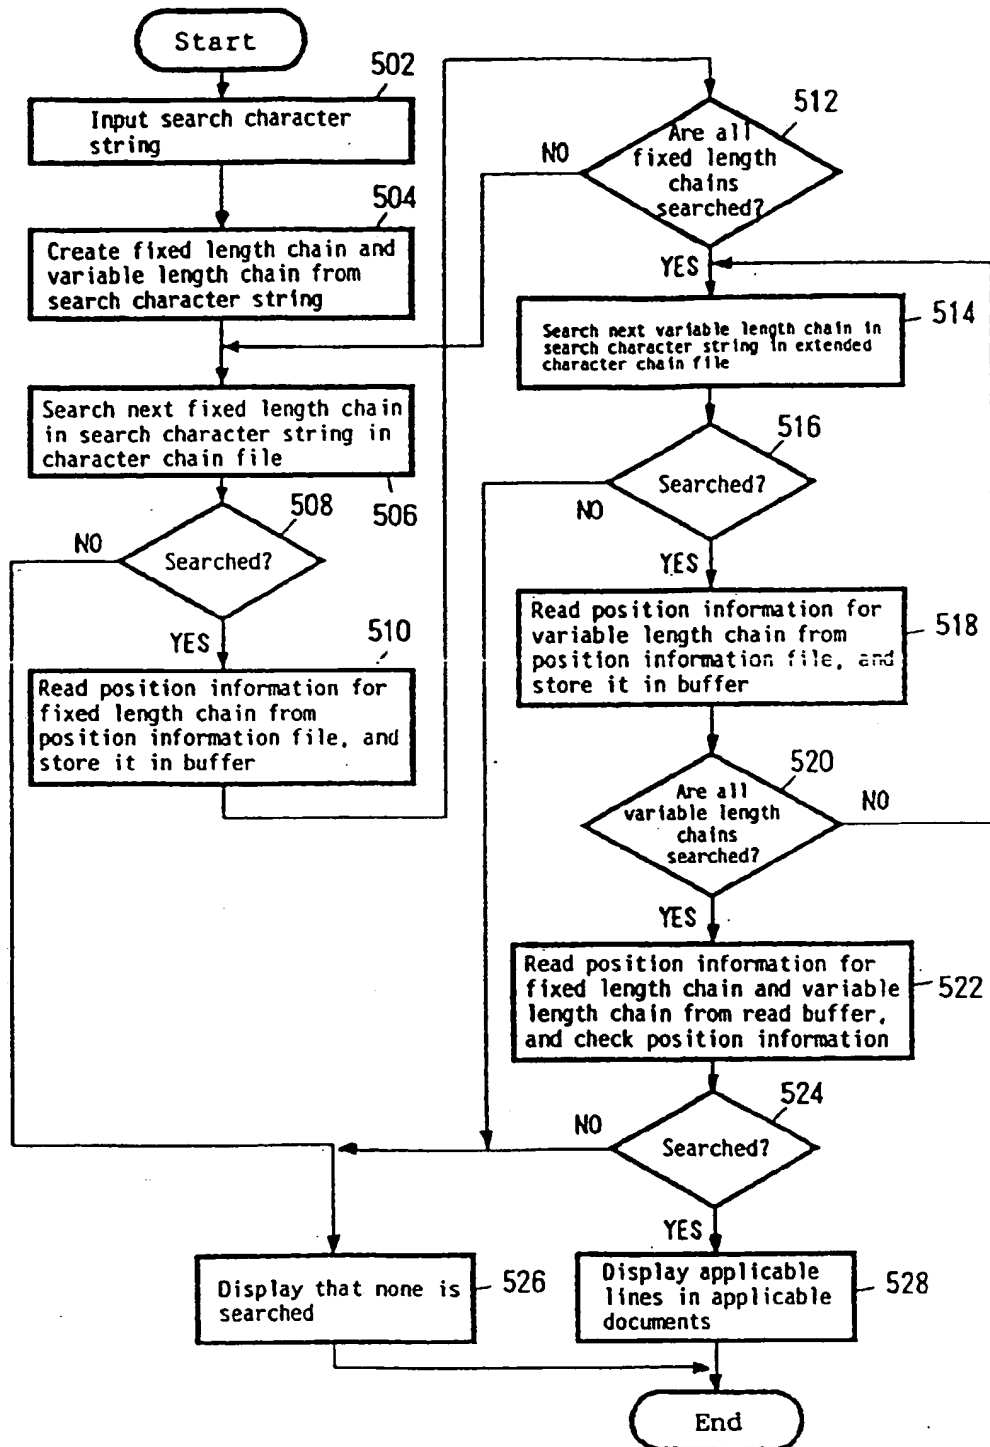 Start
502
Input search character
string
504
Create fixed length chain and
variable length chain from
search character string
Search next fixed length chain
in search character string in
character chain file
506
508
NO
Searched?
YES
510
Read position information for
fixed length chain from
position information file, and
store it in buffer
512
NO
Are all
fixed length
chains
searched?
YES
514
Search next variable length chain in
search character string in extended
character chain file
516
Searched?
NO
YES
518
Read position information for
variable length chain from
position information file, and
store it in buffer
520
Are all
variable length
chains
searched?
NO
YES
Read position information for
fixed length chain and variable
length chain from read buffer,
and check position information
522
524
NO
Searched?
YES
Display that none is
searched
526
Display applicable
lines in applicable
documents
528
End